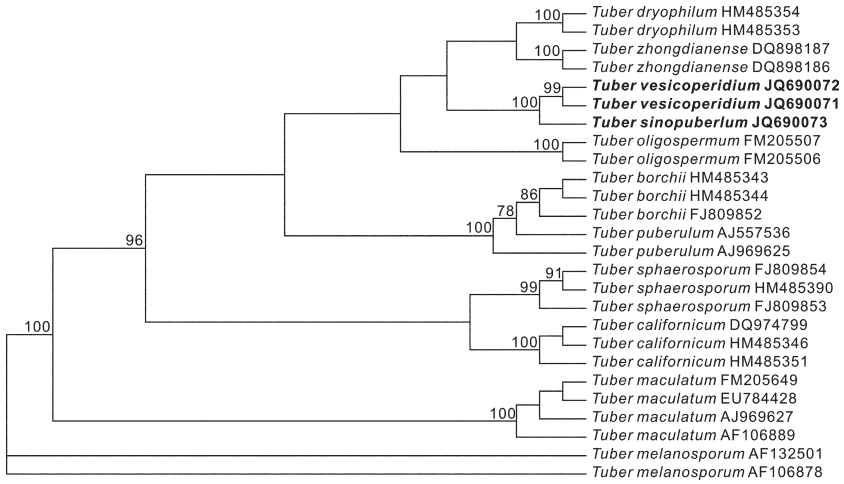 100 Tuber dryophilum HM485354
Tuber dryophilum HM485353
100 Tuber zhongdianense DQ898187
Tuber zhongdianense DQ898186
99 Tuber vesicoperidium JQ690072
100 Tuber vesicoperidium JQ690071
Tuber sinopuberlum JQ690073
100 Tuber oligospermum FM205507
Tuber oligospermum FM205506
Tuber borchii HM485343
86 Tuber borchii HM485344
78 Tuber borchii FJ809852
100 Tuber puberulum AJ557536
96 Tuber puberulum AJ969625
91 Tuber sphaerosporum FJ809854
99 Tuber sphaerosporum HM485390
Tuber sphaerosporum FJ809853
100 Tuber californicum DQ974799
100 Tuber californicum HM485346
Tuber californicum HM485351
Tuber maculatum FM205649
Tuber maculatum EU784428
100 Tuber maculatum AJ969627
Tuber maculatum AF106889
Tuber melanosporum AF132501
Tuber melanosporum AF106878